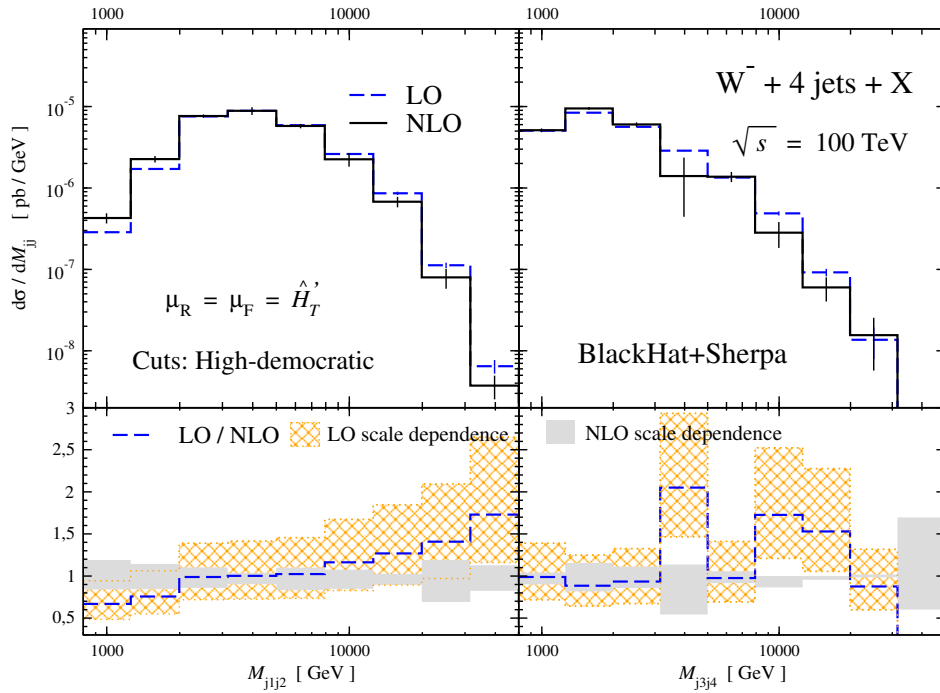 1000 10000 1000 10000
10^-5
10^-6
10^-7
10^-8
dσ / dM_jj [ pb / GeV ]
LO
NLO
μ_R = μ_F = Ĥ_T'
Cuts: High-democratic
W^- + 4 jets + X
√s = 100 TeV
BlackHat+Sherpa
3
2,5
2
1,5
1
0,5
LO / NLO LO scale dependence NLO scale dependence
1000 10000 1000 10000
M_j1j2 [ GeV ] M_j3j4 [ GeV ]